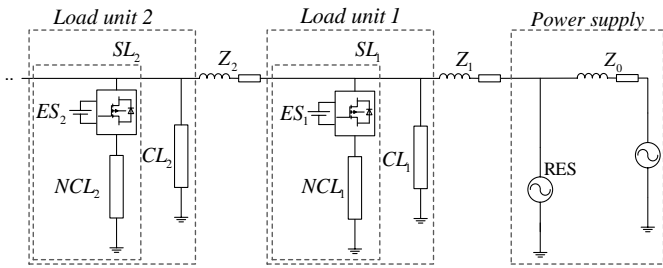 Load unit 2
Load unit 1
Power supply
SL₂
Z₂
SL₁
Z₁
Z₀
..
ES₂
ES₁
NCL₂
CL₂
NCL₁
CL₁
RES